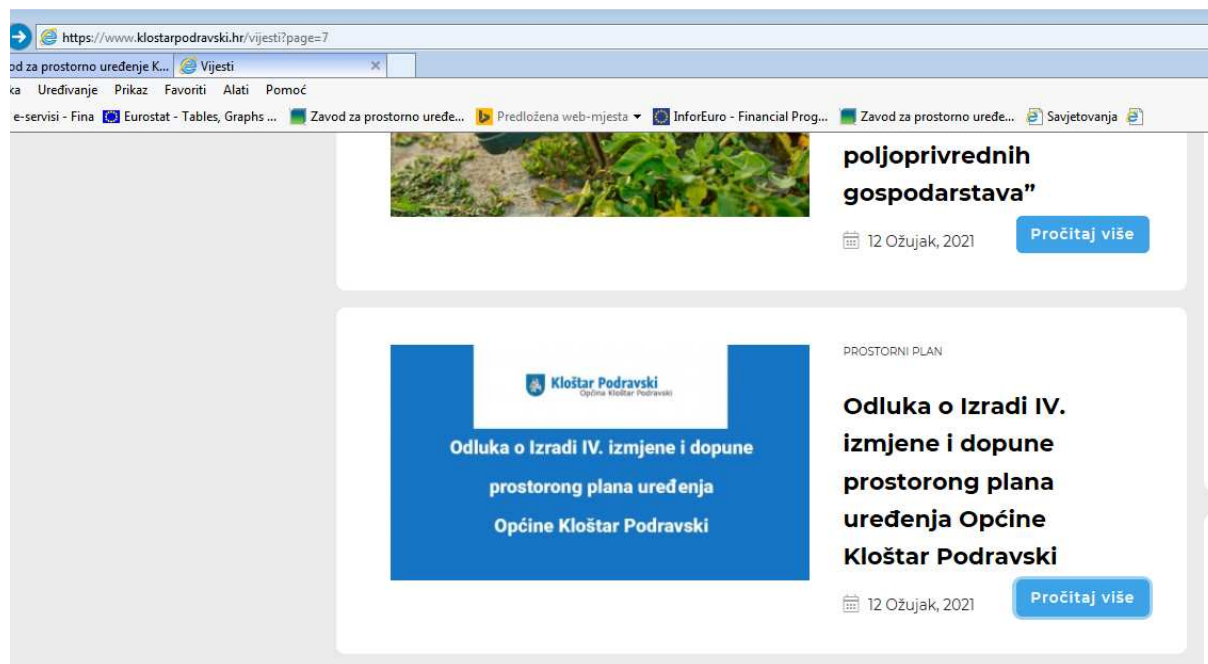 https://www.klostarpodravski.hr/vijesti?page=7
od za prostorno uređenje K... Vijesti
ka Uređivanje Prikaz Favoriti Alati Pomoć
e-servisi - Fina Eurostat - Tables, Graphs ... Zavod za prostorno uređe... Predložena web-mjesta InforEuro - Financial Prog... Zavod za prostorno uređe... Savjetovanja
poljoprivrednih
gospodarstava”
12 Ožujak, 2021 Pročitaj više
PROSTORNI PLAN
Kloštar Podravski
Općina Kloštar Podravski
Odluka o Izradi IV. izmjene i dopune
prostorong plana uređenja
Općine Kloštar Podravski
Odluka o Izradi IV.
izmjene i dopune
prostorong plana
uređenja Općine
Kloštar Podravski
12 Ožujak, 2021 Pročitaj više